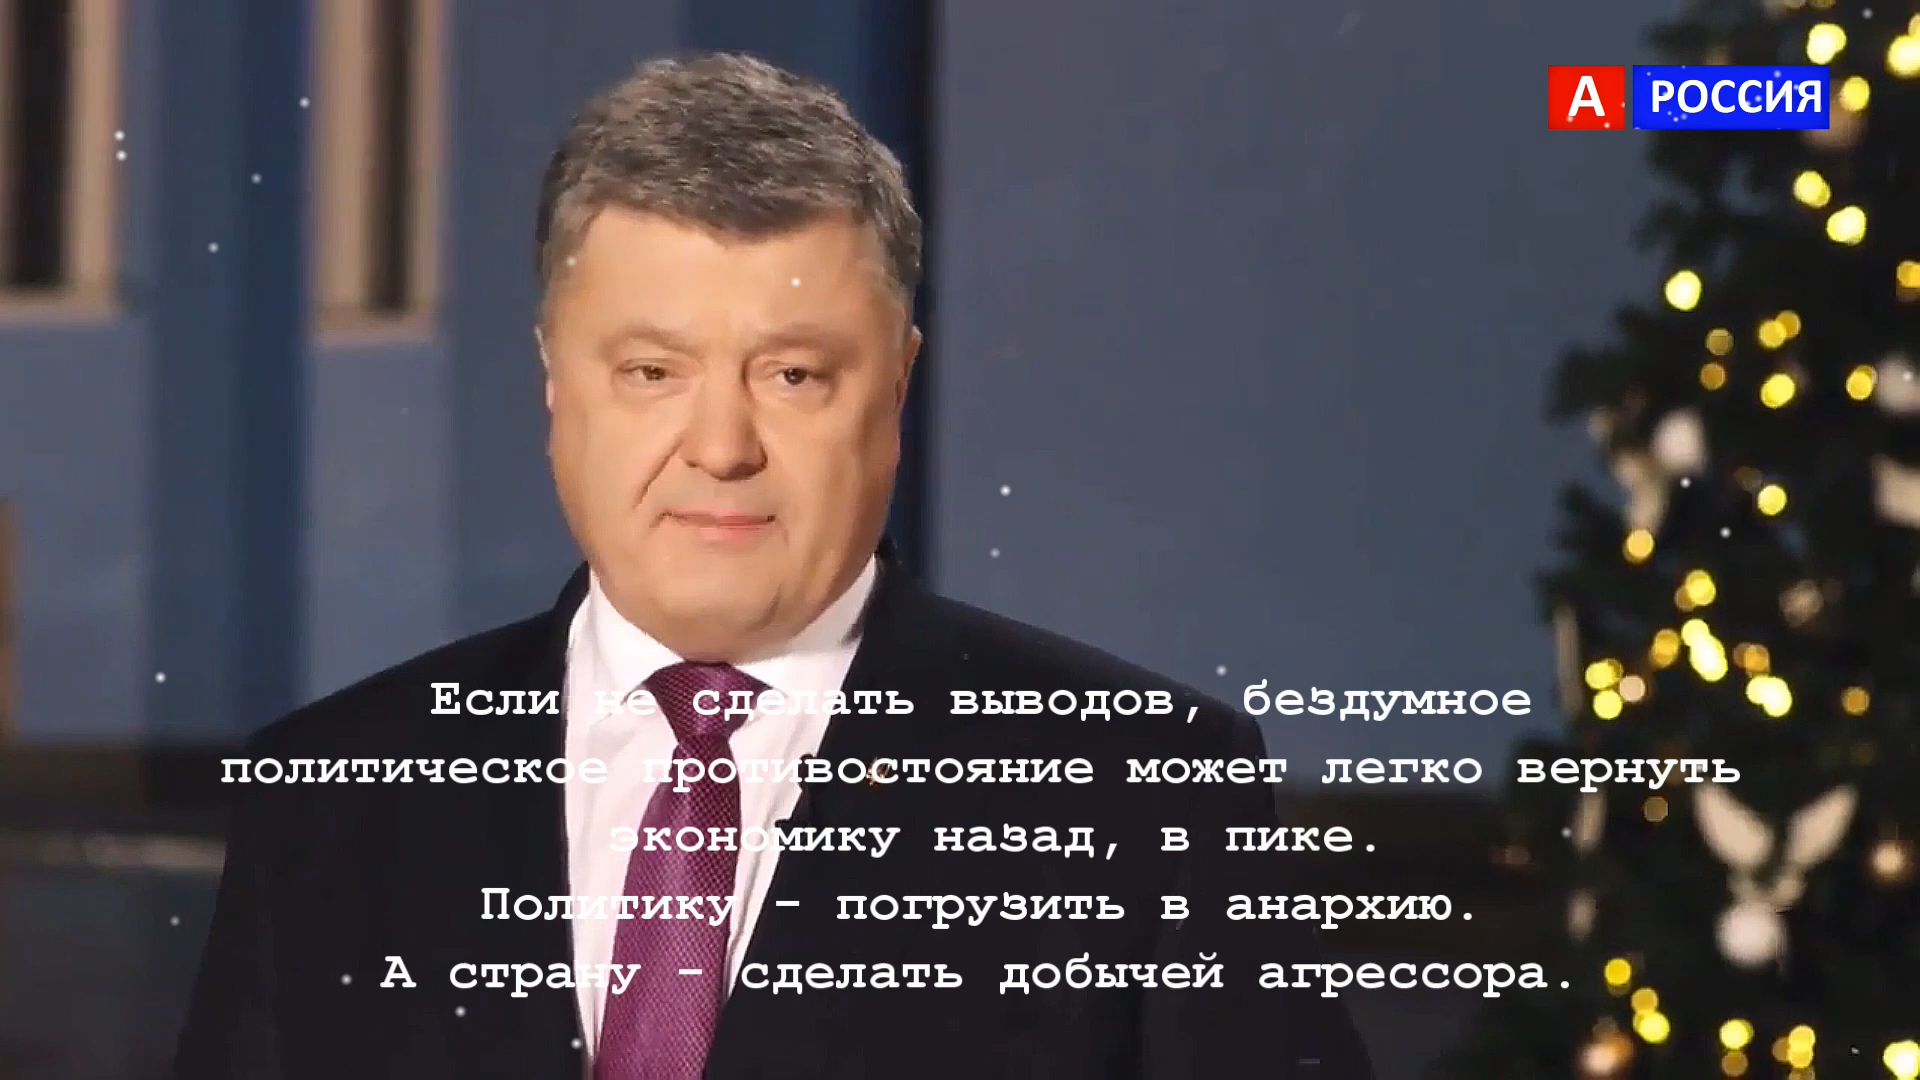 А РОССИЯ
Если не сделать выводов, бездумное
политическое противостояние может легко вернуть
экономику назад, в пике.
Политику - погрузить в анархию.
А страну - сделать добычей агрессора.